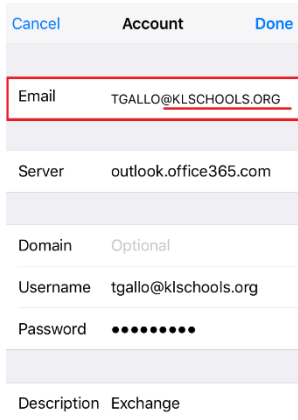 Cancel Account Done
Email TGALLO@KLSCHOOLS.ORG
Server outlook.office365.com
Domain Optional
Username tgallo@klschools.org
Password ●●●●●●●●●
Description Exchange